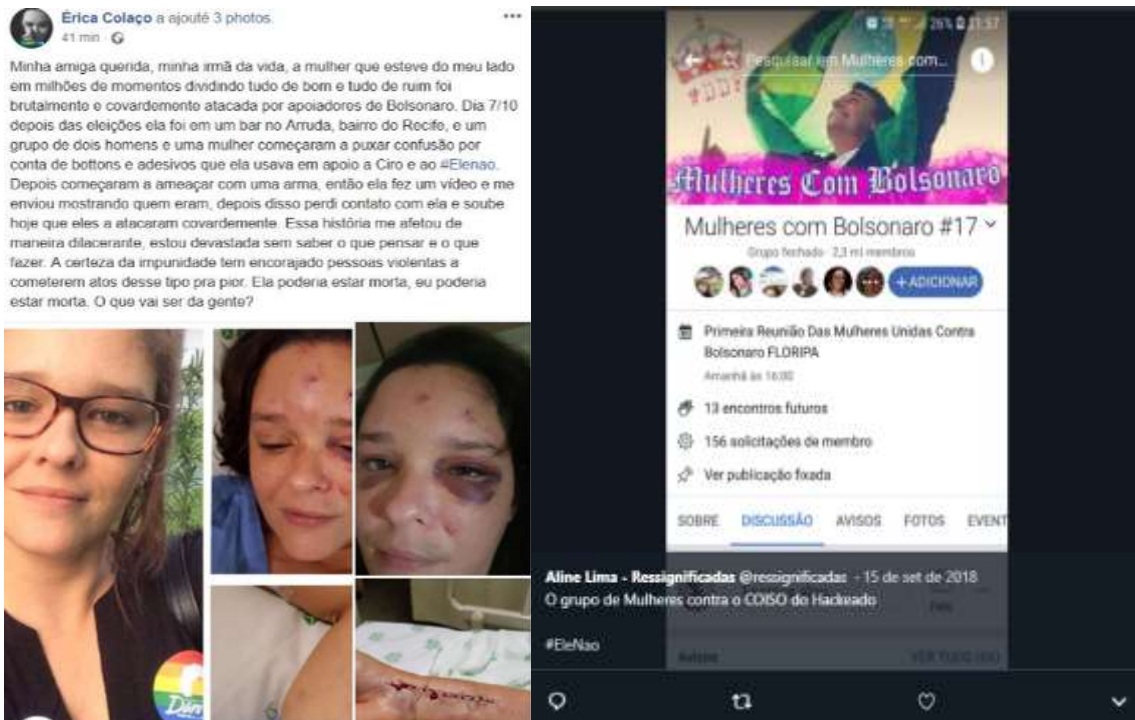 Érica Colaço a ajouté 3 photos.
41 min
Minha amiga querida, minha irmã da vida, a mulher que esteve do meu lado
em milhões de momentos dividindo tudo de bom e tudo de ruim foi
brutalmente e covardemente atacada por apoiadores de Bolsonaro. Dia 7/10
depois das eleições ela foi em um bar no Arruda, bairro do Recife, e um
grupo de dois homens e uma mulher começaram a puxar confusão por
conta de bottons e adesivos que ela usava em apoio a Ciro e ao #Elenao.
Depois começaram a ameaçar com uma arma, então ela fez um vídeo e me
enviou mostrando quem eram, depois disso perdi contato com ela e soube
hoje que eles a atacaram covardemente. Essa história me afetou de
maneira dilacerante, estou devastada sem saber o que pensar e o que
fazer. A certeza da impunidade tem encorajado pessoas violentas a
cometerem atos desse tipo pra pior. Ela poderia estar morta, eu poderia
estar morta. O que vai ser da gente?
26% 11:57
Pesquisar em Mulheres com...
Mulheres Com Bolsonaro
Mulheres com Bolsonaro #17
Grupo fechado · 2,3 mi membros
+ ADICIONAR
Primeira Reunião Das Mulheres Unidas Contra
Bolsonaro FLORIPA
Amanhã às 16:00
13 encontros futuros
156 solicitações de membro
Ver publicação fixada
SOBRE DISCUSSÃO AVISOS FOTOS EVENT
Aline Lima - Ressignificadas @ressignificadas - 15 de set de 2018
O grupo de Mulheres contra o COISO do Hackeado
#EleNao
Avisos VER TUDO